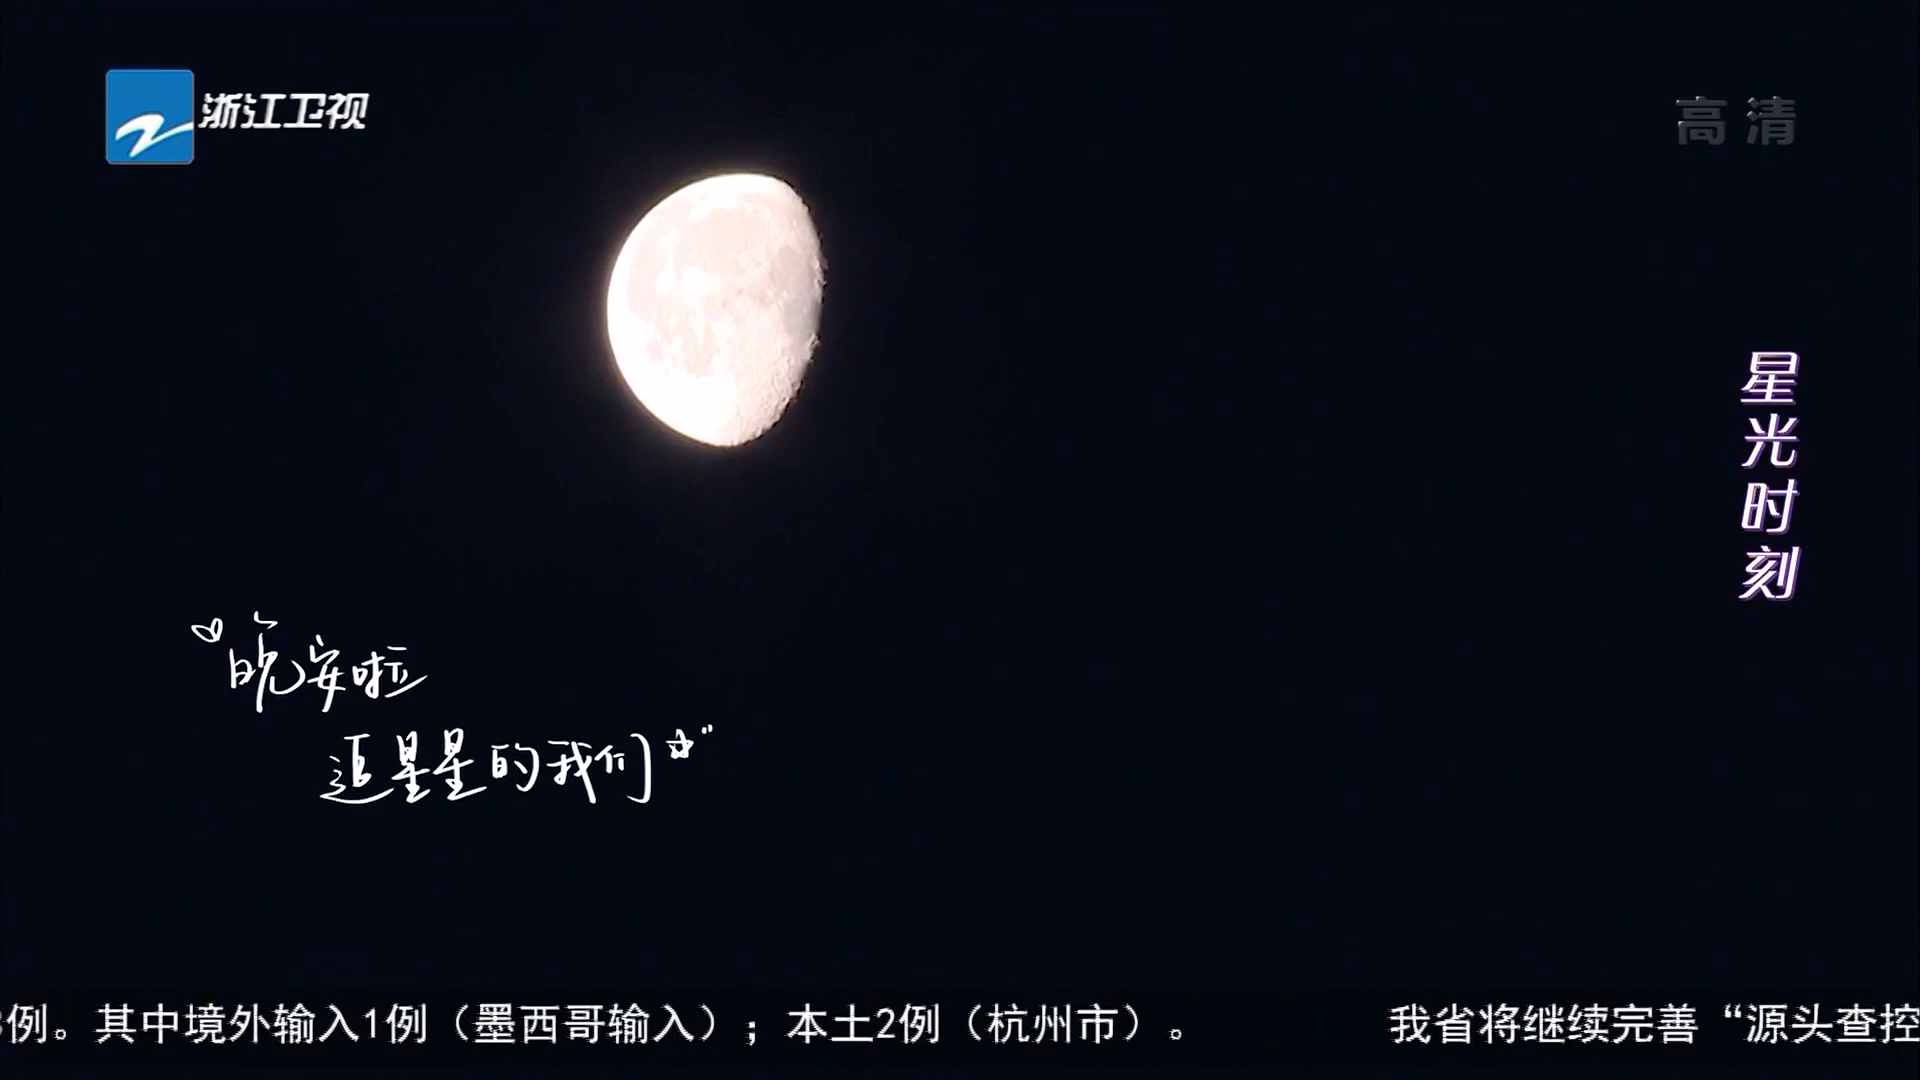 浙江卫视
高清
星光时刻
晚安啦
追星星的我们
例。其中境外输入1例（墨西哥输入）；本土2例（杭州市）。 我省将继续完善“源头查控